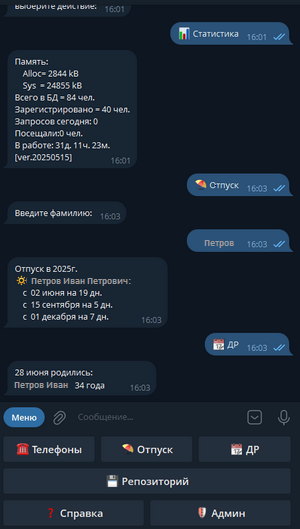 выберите действие:
16:01
📊 Статистика
16:01
Память:
Alloc= 2844 kB
Sys = 24855 kB
Всего в БД = 84 чел.
Зарегистрировано = 40 чел.
Запросов сегодня: 0
Посещали:0 чел.
В работе: 31д. 11ч. 23м.
[ver.20250515]
16:01
Отпуск
16:03
Введите фамилию:
16:03
Петров
16:03
Отпуск в 2025г.
Петров Иван Петрович:
с 02 июня на 19 дн.
с 15 сентября на 5 дн.
с 01 декабря на 7 дн.
16:03
ДР
16:03
28 июня родились:
Петров Иван 34 года
16:03
Меню
Сообщение...
Телефоны
Отпуск
ДР
Репозиторий
Справка
Админ